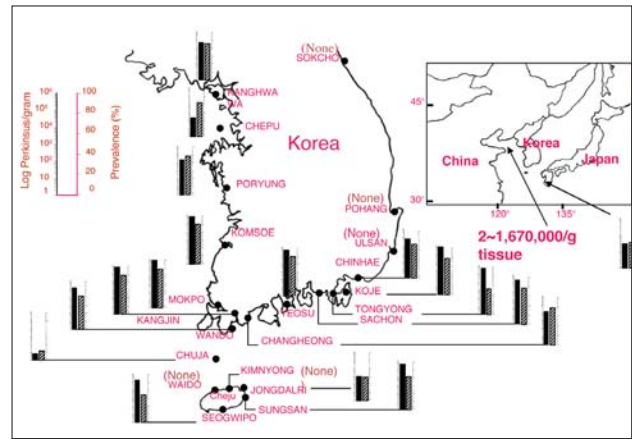 (None)
SOKCHO
KANGHWA
WA
CHEPU
Korea
Log Perkinsus/gram
10⁶
10⁵
10⁴
10³
10²
10¹
1
Prevalence (%)
100
80
60
40
20
0
PORYUNG
(None)
POHANG
(None)
ULSAN
KOMSOE
CHINHAE
KOJE
MOKPO
YEOSU
TONGYONG
SACHON
KANGJIN
WANDO
CHANGHEONG
CHUJA
(None)
WAIDO
KIMNYONG
(None)
Cheju
JONGDALRI
)
SUNGSAN
SEOGWIPO
45'
30'
120'
135'
China
Korea
Japan
2~1,670,000/g
tissue